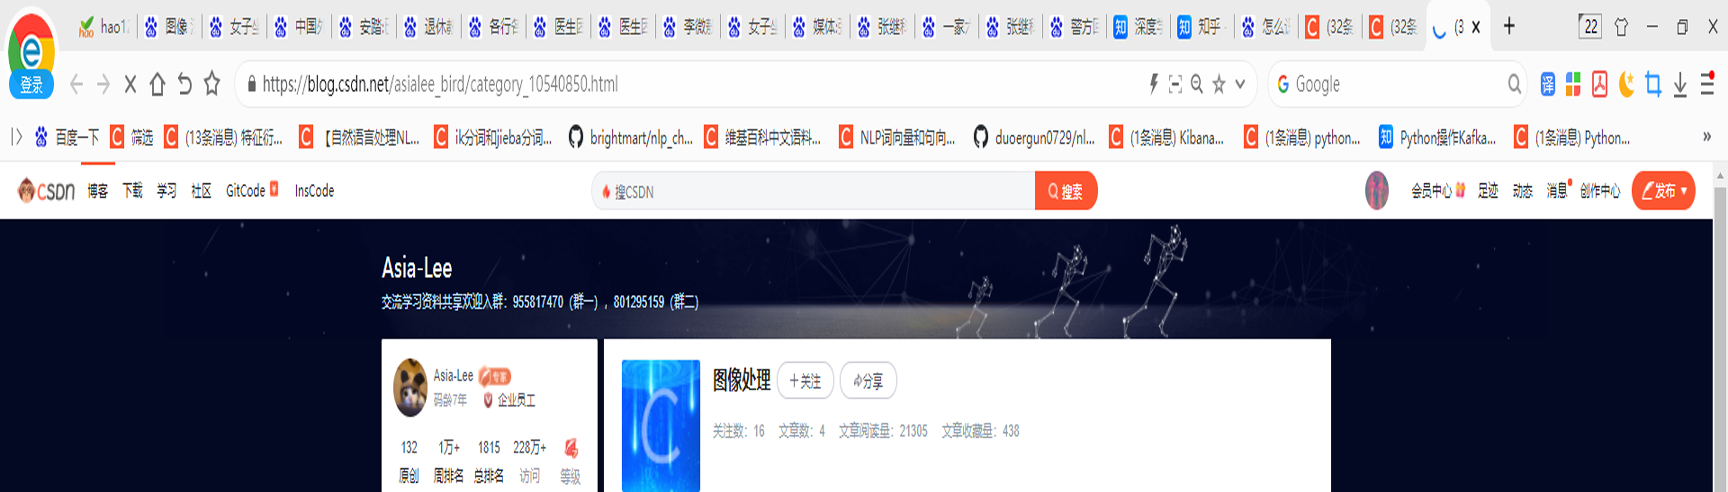 hao12 图像 女子 中国 安踏 退休 各行 医生 医生 李微 女子 媒体 张继科 一家 张继科 警方 深度 知乎 怎么 (32条 (32条 (3 22
登录 https://blog.csdn.net/asialee_bird/category_10540850.html Google 译
百度一下 筛选 (13条消息) 特征衍... 【自然语言处理NL... ik分词和jieba分词... brightmart/nlp_ch... 维基百科中文语料... NLP词向量和句向... duoergun0729/nl... (1条消息) Kibana... (1条消息) python... Python操作Kafka... (1条消息) Python...
CSDN 博客 下载 学习 社区 GitCode InsCode 搜CSDN 搜索 会员中心 足迹 动态 消息 创作中心 发布
Asia-Lee
交流学习资料共享欢迎入群：955817470（群一），801295159（群二）
Asia-Lee 专家
码龄7年 企业员工
132 1万+ 1815 228万+
原创 周排名 总排名 访问 等级
C
图像处理 +关注 分享
关注数：16 文章数：4 文章阅读量：21305 文章收藏量：438